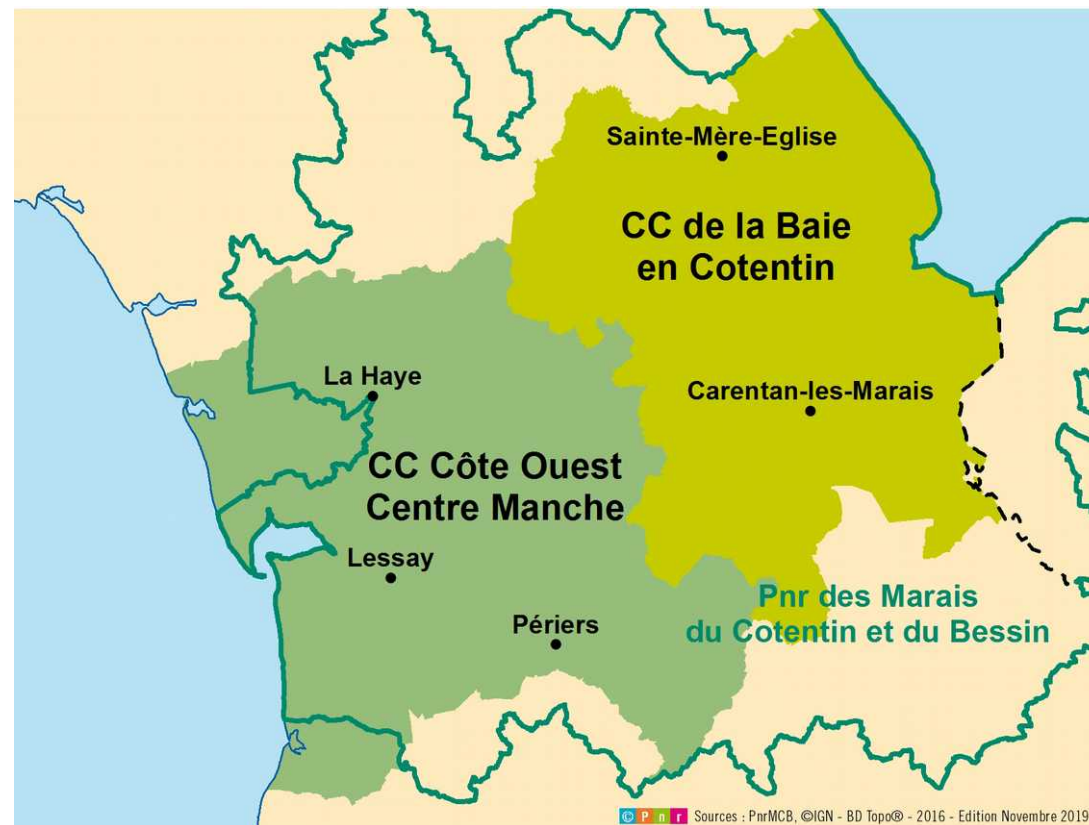 Sainte-Mère-Eglise
CC de la Baie
en Cotentin
La Haye
Carentan-les-Marais
CC Côte Ouest
Centre Manche
Lessay
Pnr des Marais
du Cotentin et du Bessin
Périers
© P n r Sources : PnrMCB, ©IGN - BD Topo® - 2016 - Edition Novembre 2019